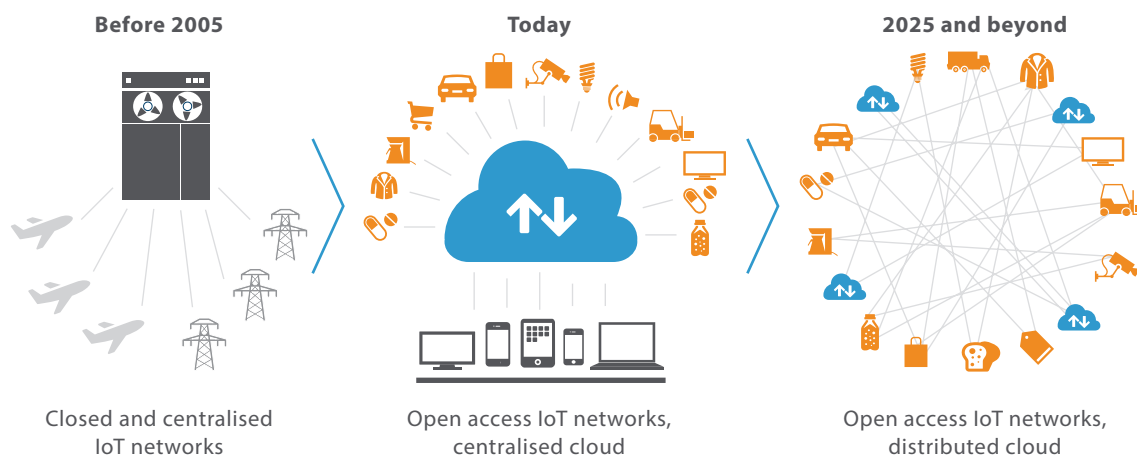 Before 2005
Today
2025 and beyond
Closed and centralised
IoT networks
Open access IoT networks,
centralised cloud
Open access IoT networks,
distributed cloud